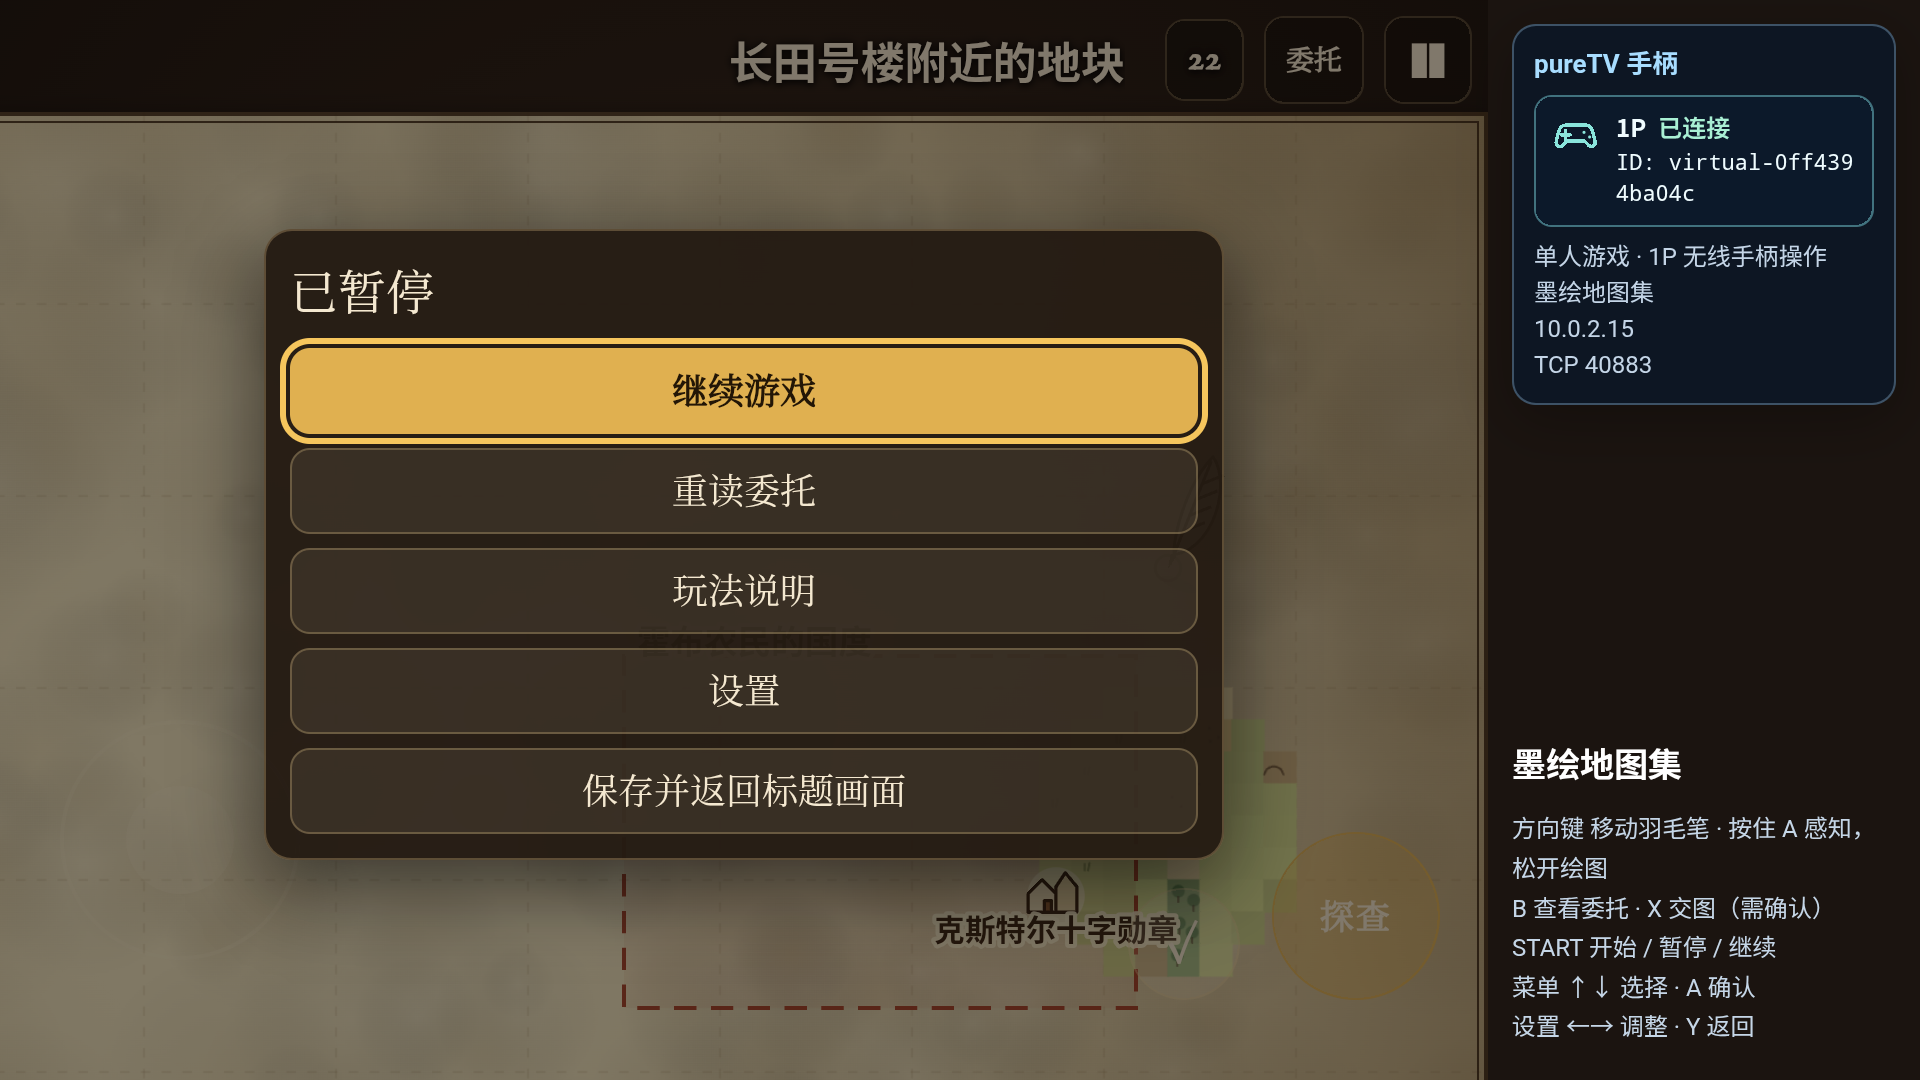 长田号楼附近的地块
22
委托
已暂停
继续游戏
重读委托
玩法说明
设置
保存并返回标题画面
克斯特尔十字勋章
探查
pureTV 手柄
1P 已连接
ID: virtual-0ff439
4ba04c
单人游戏 · 1P 无线手柄操作
墨绘地图集
10.0.2.15
TCP 40883
墨绘地图集
方向键 移动羽毛笔 · 按住 A 感知，
松开绘图
B 查看委托 · X 交图（需确认）
START 开始 / 暂停 / 继续
菜单 ↑↓ 选择 · A 确认
设置 ←→ 调整 · Y 返回